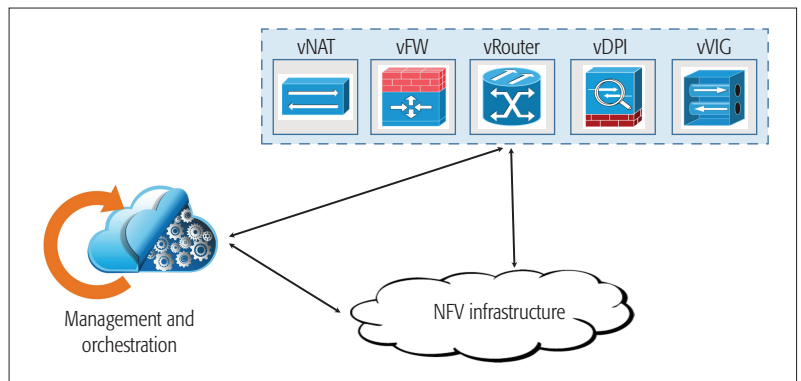 vNAT vFW vRouter vDPI vVIG
NFV infrastructure
Management and
orchestration